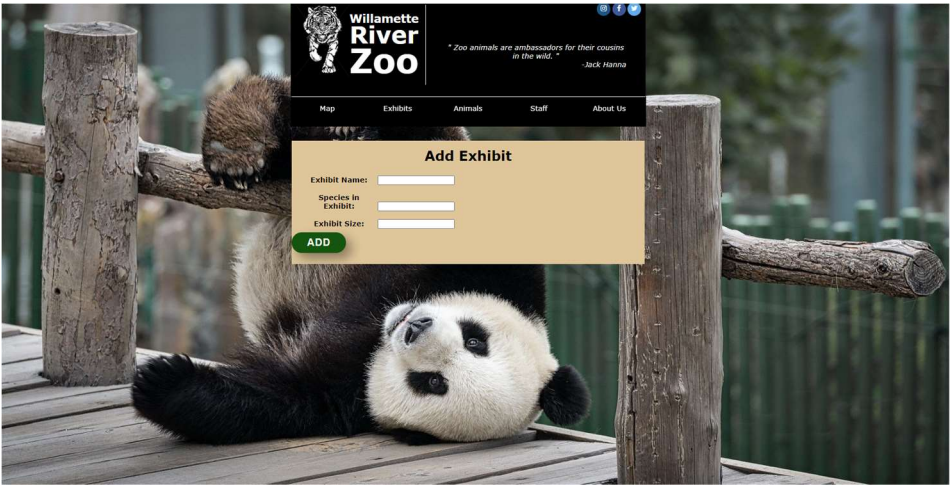 Willamette
River
Zoo
" Zoo animals are ambassadors for their cousins
in the wild. "
-Jack Hanna
Map Exhibits Animals Staff About Us
Add Exhibit
Exhibit Name:
Species in
Exhibit:
Exhibit Size:
ADD